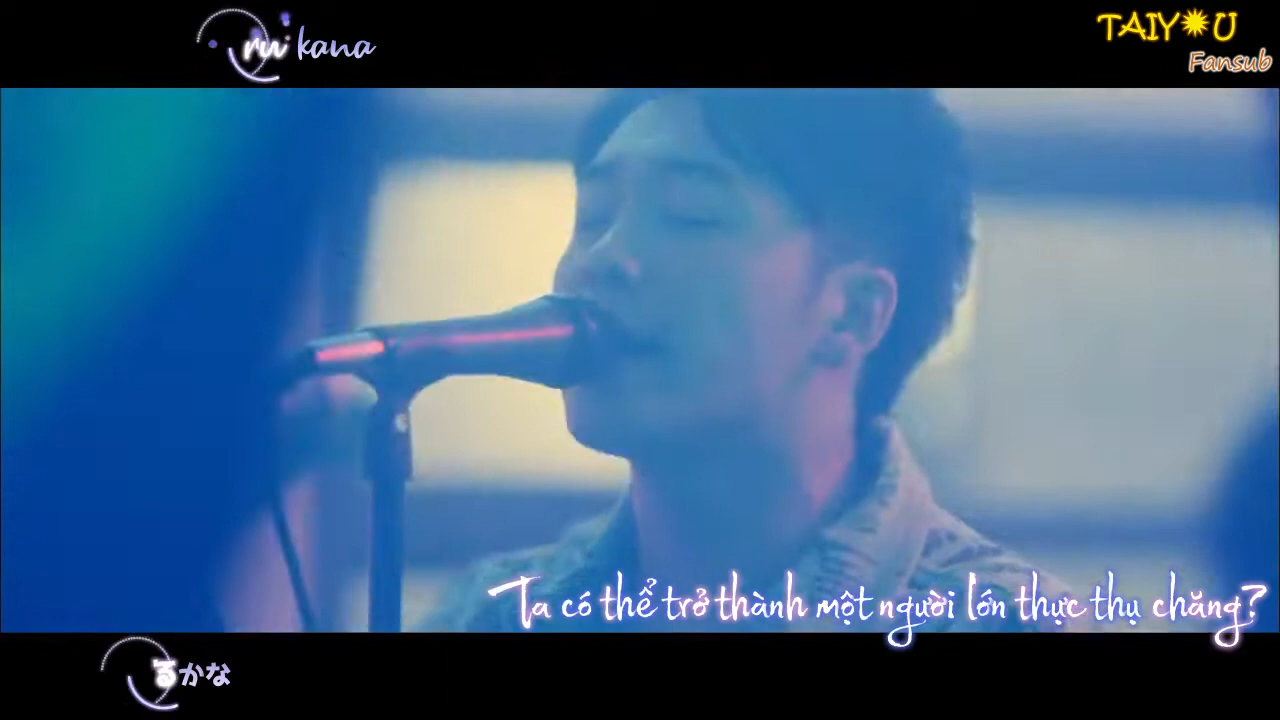 ru kana
TAIYOU
Fansub
Ta có thể trở thành một người lớn thực thụ chăng?
るかな